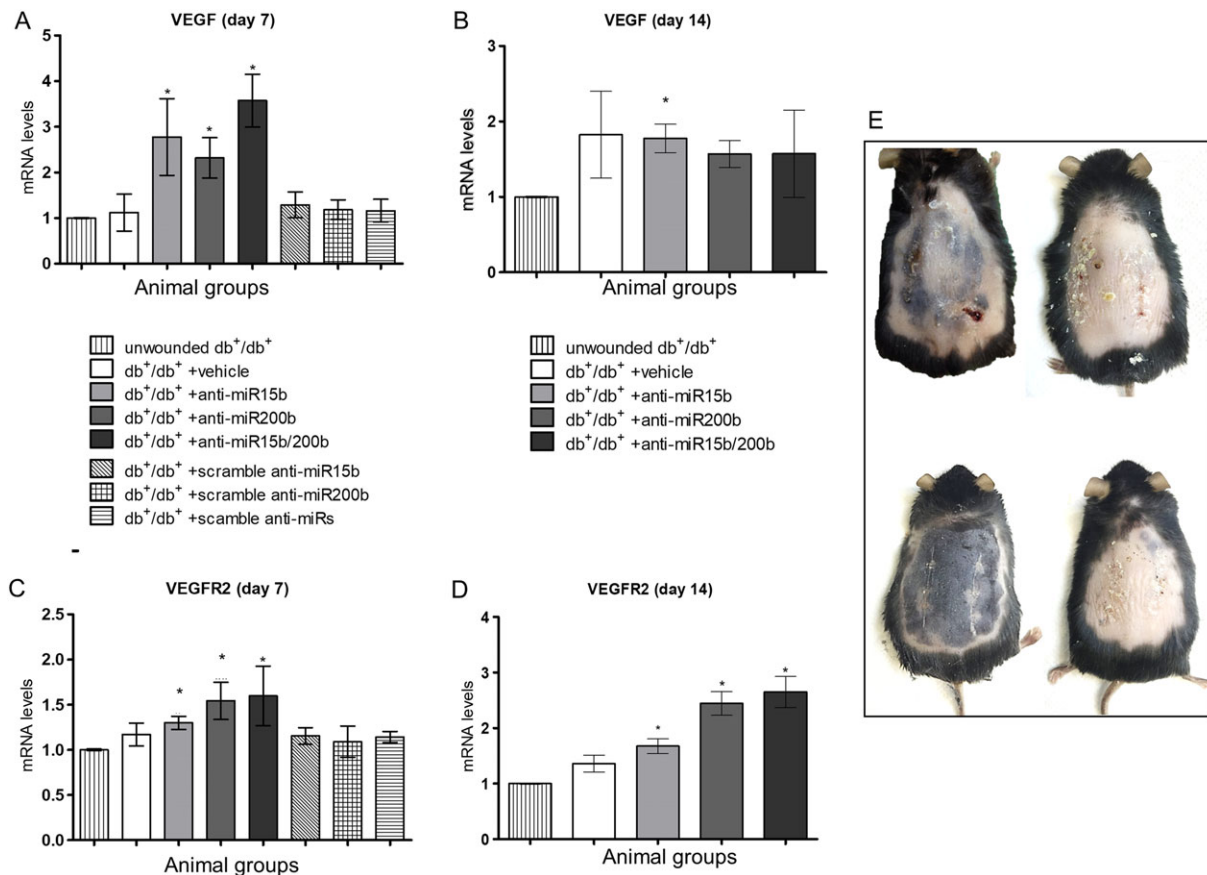 A
VEGF (day 7)
mRNA levels
5
4
3
2
1
0
*
*
*
Animal groups
B
VEGF (day 14)
mRNA levels
3
2
1
0
*
Animal groups
unwounded db+/db+
db+/db+ +vehicle
db+/db+ +anti-miR15b
db+/db+ +anti-miR200b
db+/db+ +anti-miR15b/200b
db+/db+ +scramble anti-miR15b
db+/db+ +scramble anti-miR200b
db+/db+ +scamble anti-miRs
-
unwounded db+/db+
db+/db+ +vehicle
db+/db+ +anti-miR15b
db+/db+ +anti-miR200b
db+/db+ +anti-miR15b/200b
C
VEGFR2 (day 7)
mRNA levels
2.5
2.0
1.5
1.0
0.5
0.0
*
*
*
Animal groups
D
VEGFR2 (day 14)
mRNA levels
4
3
2
1
0
*
*
*
Animal groups
E